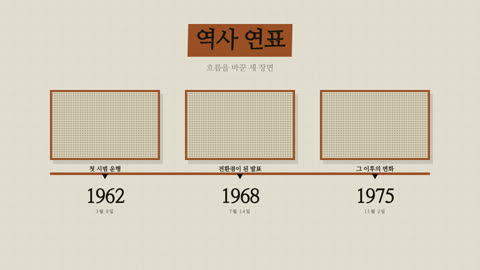 역사 연표
흐름을 바꾼 세 장면
첫 시범 운행
전환점이 된 발표
그 이후의 변화
1962
1968
1975
3월 9일
7월 14일
11월 2일